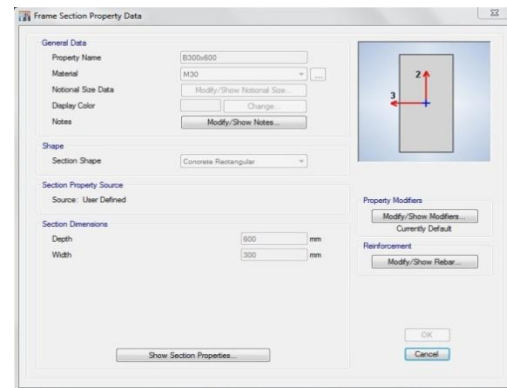 Frame Section Property Data
General Data
Property Name B300x600
Material M30 ...
Notional Size Data Modify/Show Notional Size...
Display Color Change...
Notes Modify/Show Notes...
Shape
Section Shape Concrete Rectangular
Section Property Source
Source: User Defined
Section Dimensions
Depth 600 mm
Width 300 mm
Show Section Properties...
2
3
Property Modifiers
Modify/Show Modifiers...
Currently Default
Reinforcement
Modify/Show Rebar...
OK
Cancel